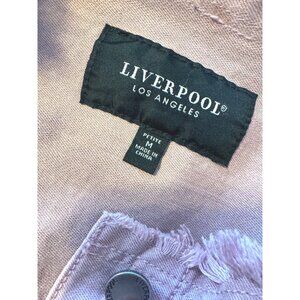 LIVERPOOL®
LOS ANGELES
PETITE
M
MADE IN
CHINA